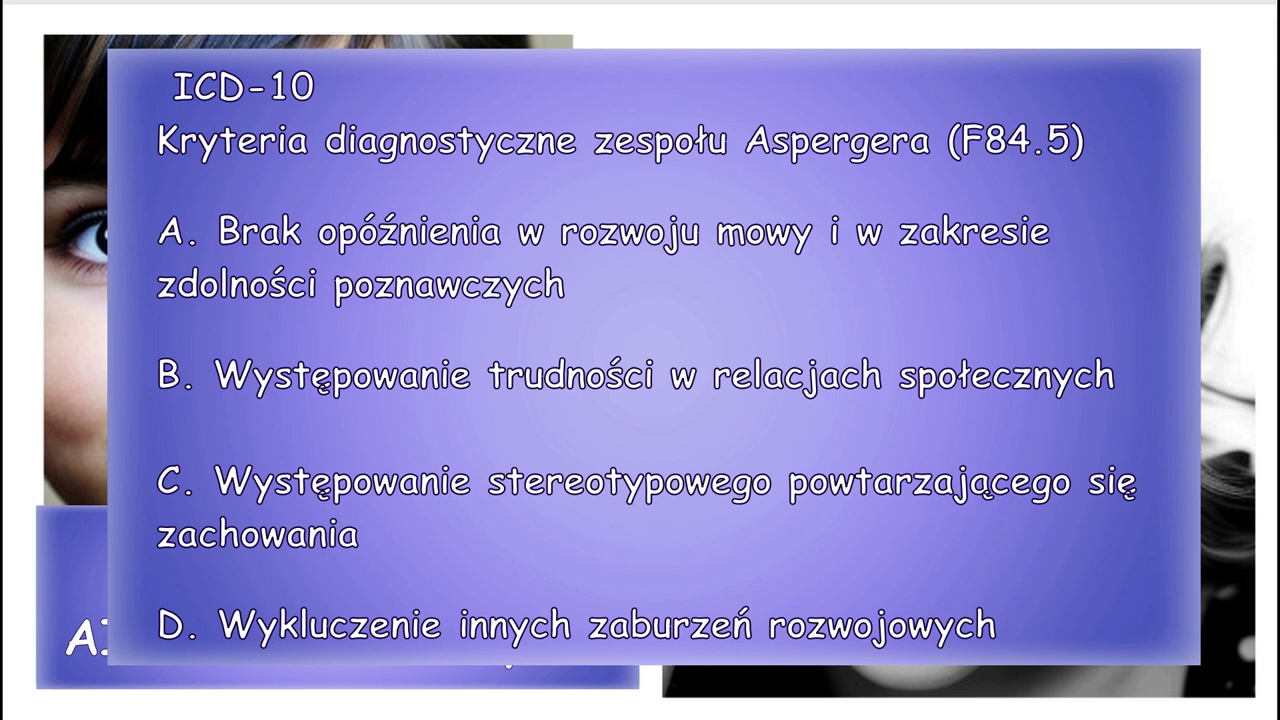 ICD-10
Kryteria diagnostyczne zespołu Aspergera (F84.5)
A. Brak opóźnienia w rozwoju mowy i w zakresie
zdolności poznawczych
B. Występowanie trudności w relacjach społecznych
C. Występowanie stereotypowego powtarzającego się
zachowania
D. Wykluczenie innych zaburzeń rozwojowych